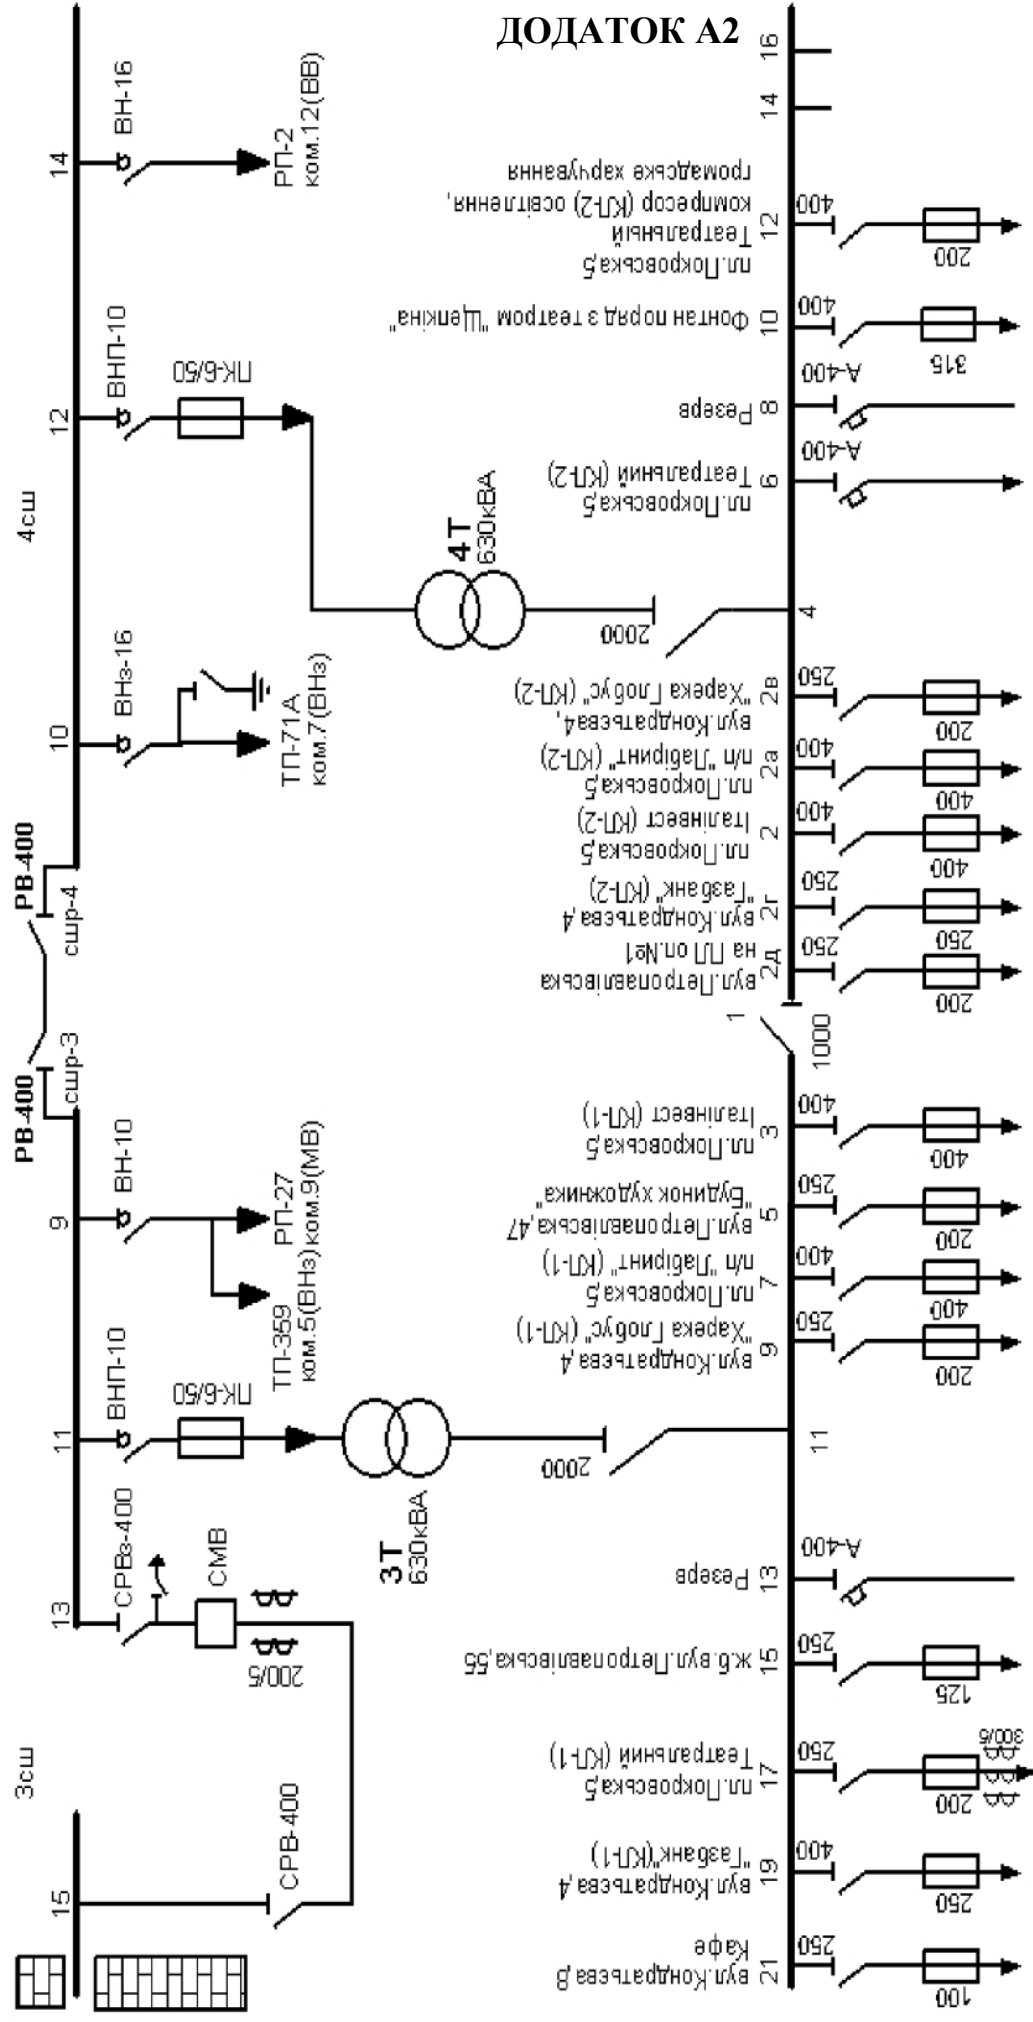 ДОДАТОК А2
14
ВН-16
РП-2
ком.12(ВВ)
12
ВНП-10
ПК-6/50
4сш
4Т
630кВА
2000
4
10
ВНз-16
ТП-71А
ком.7(ВНз)
РВ-400
сшр-4
РВ-400
сшр-3
9
ВН-10
РП-27
ком.9(МВ)
ТП-359
ком.5(ВНз)
11
ВНП-10
ПК-6/50
3Т
630кВА
2000
11
13
СРВз-400
СМВ
200/5
3сш
15
СРВ-400
16
14
пл.Покровська,5
Театральный
компресор (КЛ-2) освітлення,
громадське харчування
12
400
200
Фонтан поряд з театром "Щепкіна"
10
400
315
Резерв
8
А-400
пл.Покровська,5
Театральний (КЛ-2)
6
А-400
вул.Кондратьєва4,
"Харека Глобус" (КЛ-2)
2в
250
200
пл.Покровська,5
п/п "Лабіринт" (КЛ-2)
2а
400
400
пл.Покровська,5
Італінвест (КЛ-2)
2
400
400
вул.Кондратьєва,4
"Газбанк" (КЛ-2)
2г
250
250
вул.Петропавлівська
на ПЛ оп.№1
2д
250
200
1
1000
пл.Покровська,5
Італінвест (КЛ-1)
3
400
400
вул.Петропавлівська,47
"Будинок художника"
5
250
200
пл.Покровська,5
п/п "Лабіринт" (КЛ-1)
7
400
400
вул.Кондратьєва,4
"Харека Глобус" (КЛ-1)
9
250
200
Резерв
13
А-400
ж.б.вул.Петропавлівська,55
15
250
125
пл.Покровська,5
Театральний (КЛ-1)
17
250
200
300/5
вул.Кондратьєва,4
"Газбанк"(КЛ-1)
19
400
250
вул.Кондратьєва,8
Кафе
21
250
100